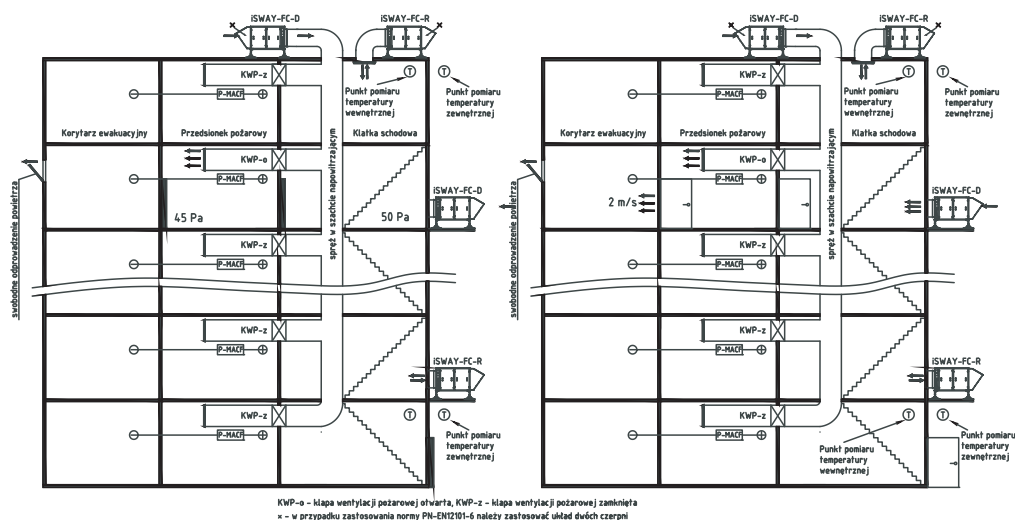 iSWAY-FC-D
iSWAY-FC-R
KWP-z
T
T
P-MACF
Punkt pomiaru
temperatury
wewnętrznej
Punkt pomiaru
temperatury
zewnętrznej
Korytarz ewakuacyjny
Przedsionek pożarowy
Klatka schodowa
KWP-o
P-MACF
swobodne odprowadzenie powietrza
spręż w szachcie napowitrzającym
45 Pa
50 Pa
iSWAY-FC-D
KWP-z
P-MACF
KWP-z
P-MACF
iSWAY-FC-R
KWP-z
P-MACF
T
T
Punkt pomiaru
temperatury
zewnętrznej
iSWAY-FC-D
iSWAY-FC-R
KWP-z
T
T
P-MACF
Punkt pomiaru
temperatury
wewnętrznej
Punkt pomiaru
temperatury
zewnętrznej
Korytarz ewakuacyjny
Przedsionek pożarowy
Klatka schodowa
KWP-o
P-MACF
swobodne odprowadzenie powietrza
spręż w szachcie napowitrzającym
2 m/s
iSWAY-FC-D
KWP-z
P-MACF
KWP-z
P-MACF
iSWAY-FC-R
KWP-z
P-MACF
T
T
Punkt pomiaru
temperatury
wewnętrznej
Punkt pomiaru
temperatury
zewnętrznej
KWP-o - klapa wentylacji pożarowej otwarta, KWP-z - klapa wentylacji pożarowej zamknięta
× - w przypadku zastosowania normy PN-EN12101-6 należy zastosować układ dwóch czerpni